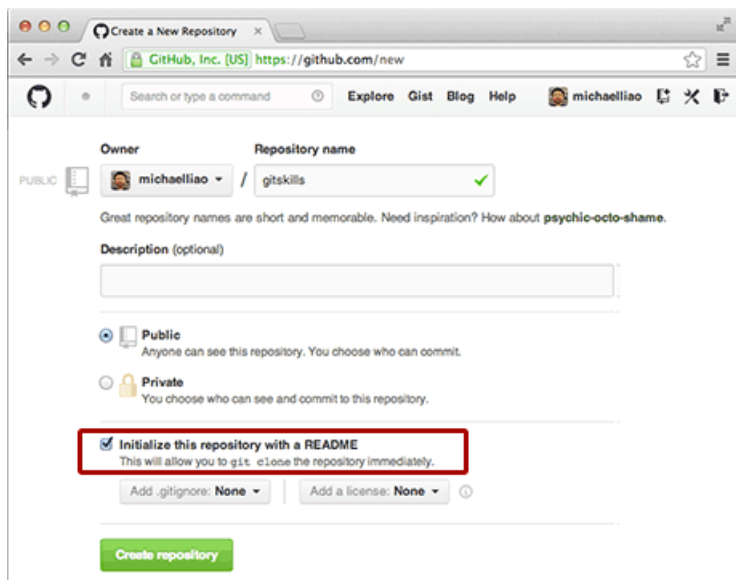 Create a New Repository
GitHub, Inc. [US] https://github.com/new
Search or type a command Explore Gist Blog Help michaelliao
Owner Repository name
PUBLIC michaelliao / gitskills
Great repository names are short and memorable. Need inspiration? How about psychic-octo-shame.
Description (optional)
Public
Anyone can see this repository. You choose who can commit.
Private
You choose who can see and commit to this repository.
Initialize this repository with a README
This will allow you to git clone the repository immediately.
Add .gitignore: None Add a license: None
Create repository